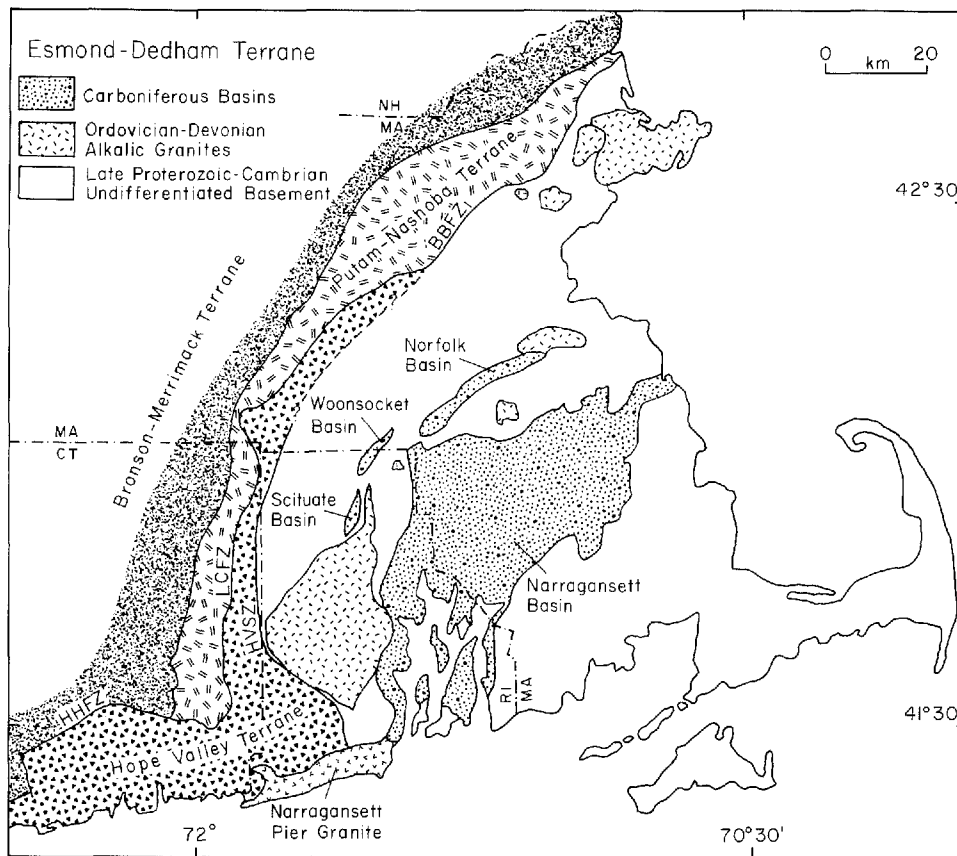 Esmond-Dedham Terrane
Carboniferous Basins
Ordovician-Devonian
Alkalic Granites
Late Proterozoic-Cambrian
Undifferentiated Basement
0 20
km
NH
MA
42°30'
Putam-Nashoba Terrane
BBFZ
Bronson-Merrimack Terrane
Norfolk
Basin
Woonsocket
Basin
MA
CT
Scituate
Basin
LCFZ
HVSZ
Narragansett
Basin
RI
MA
HHFZ
41°30'
Hope Valley Terrane
Narragansett
Pier Granite
72°
70°30'